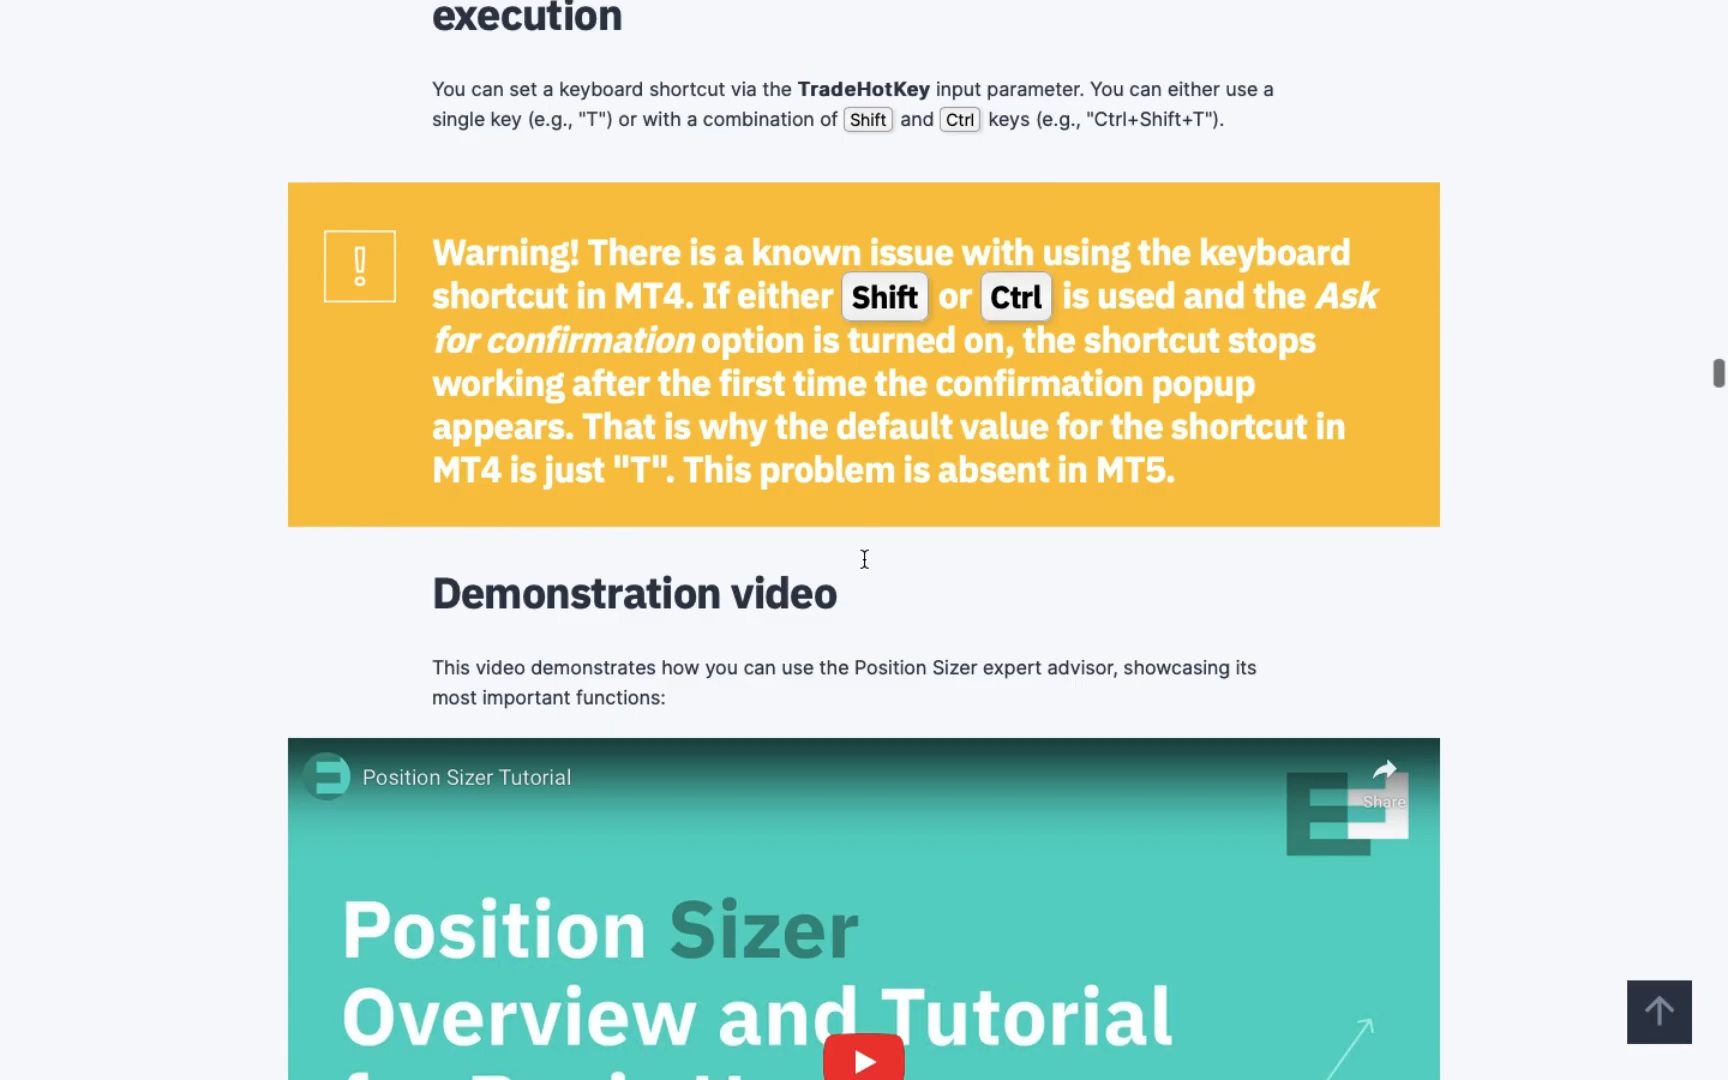 execution
You can set a keyboard shortcut via the TradeHotKey input parameter. You can either use a
single key (e.g., "T") or with a combination of Shift and Ctrl keys (e.g., "Ctrl+Shift+T").
Warning! There is a known issue with using the keyboard
shortcut in MT4. If either Shift or Ctrl is used and the Ask
for confirmation option is turned on, the shortcut stops
working after the first time the confirmation popup
appears. That is why the default value for the shortcut in
MT4 is just "T". This problem is absent in MT5.
Demonstration video
This video demonstrates how you can use the Position Sizer expert advisor, showcasing its
most important functions:
Position Sizer Tutorial
Share
Position Sizer
Overview and Tutorial